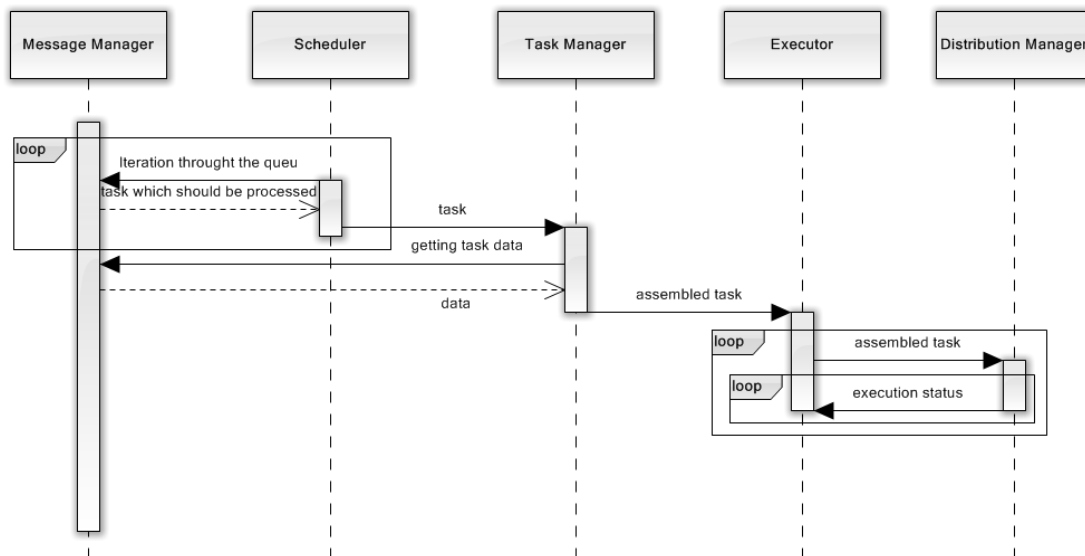 Message Manager
Scheduler
Task Manager
Executor
Distribution Manager
loop
Iteration throught the queu
task which should be processed
task
getting task data
data
assembled task
loop
assembled task
loop
execution status